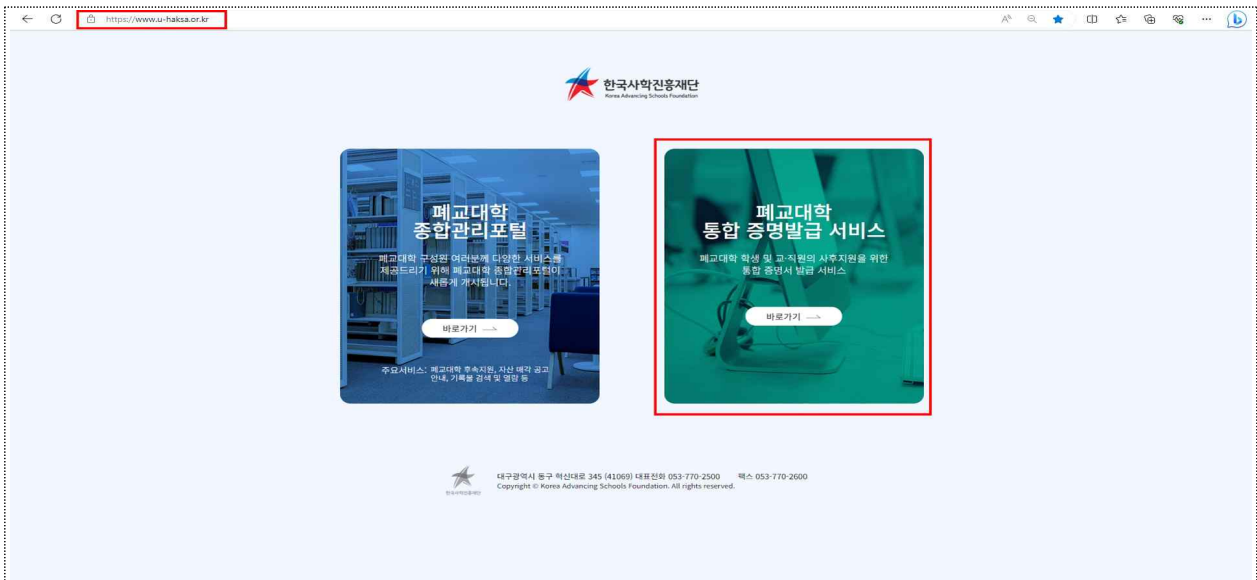 https://www.u-haksa.or.kr
한국사학진흥재단
Korea Advancing Schools Foundation
폐교대학
종합관리포털
폐교대학 구성원 여러분께 다양한 서비스를
제공드리기 위해 폐교대학 종합관리포털이
새롭게 개시됩니다.
바로가기
주요서비스: 폐교대학 후속지원, 자산 매각 공고
안내, 기록물 검색 및 열람 등
폐교대학
통합 증명발급 서비스
폐교대학 학생 및 교·직원의 사후지원을 위한
통합 증명서 발급 서비스
바로가기
한국사학진흥재단
대구광역시 동구 혁신대로 345 (41069) 대표전화 053-770-2500 팩스 053-770-2600
Copyright © Korea Advancing Schools Foundation. All rights reserved.